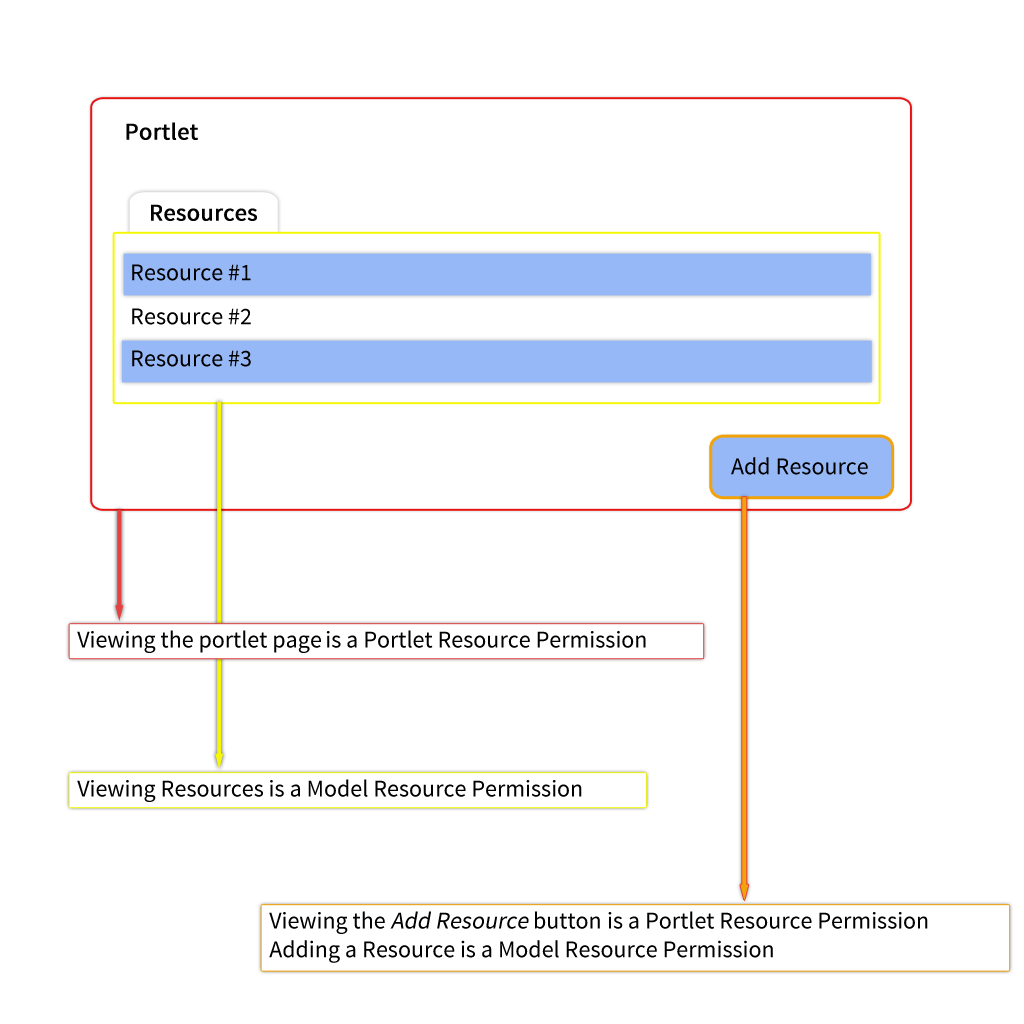 Portlet
Resources
Resource #1
Resource #2
Resource #3
Add Resource
Viewing the portlet page is a Portlet Resource Permission
Viewing Resources is a Model Resource Permission
Viewing the Add Resource button is a Portlet Resource Permission
Adding a Resource is a Model Resource Permission